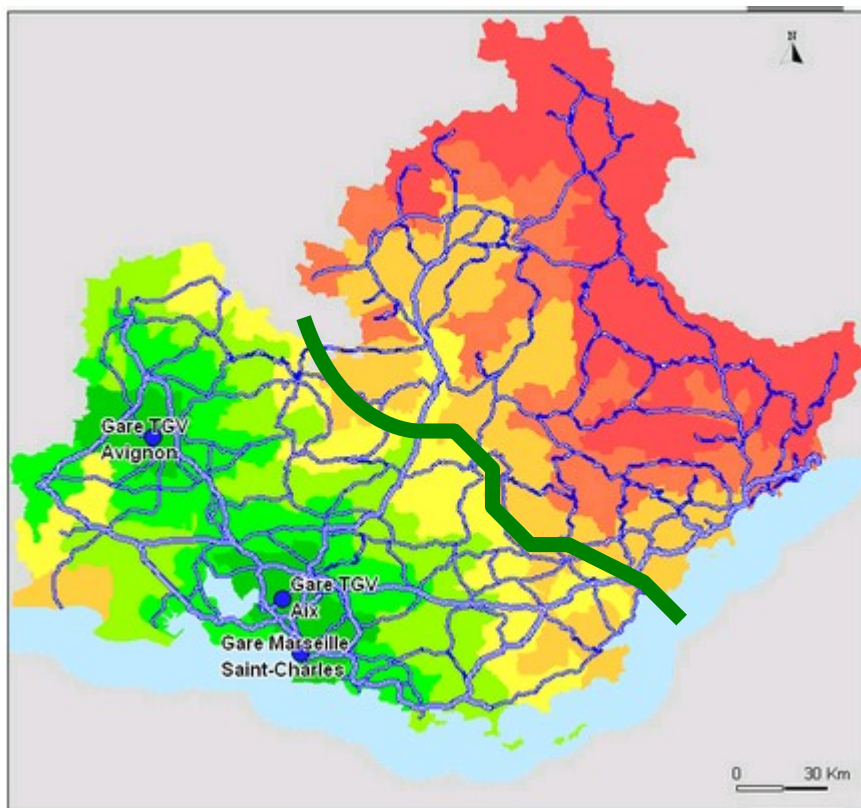 N
Gare TGV
Avignon
Gare TGV
Aix
Gare Marseille
Saint-Charles
0 30 Km